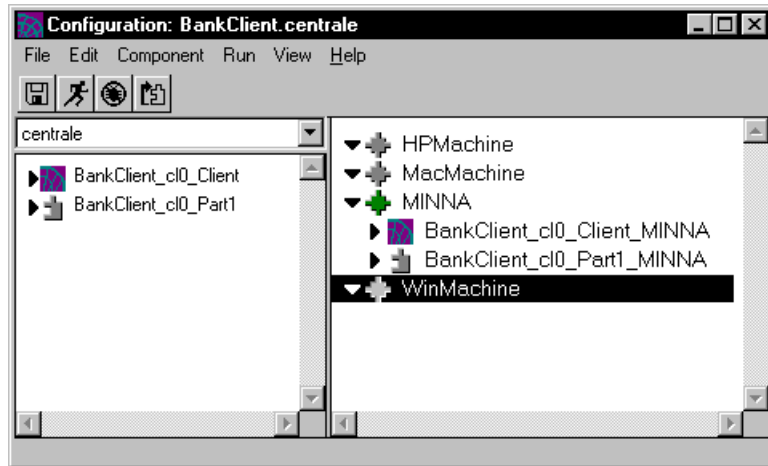 Configuration: BankClient.centrale
File Edit Component Run View Help
centrale
BankClient_cl0_Client
BankClient_cl0_Part1
HPMachine
MacMachine
MINNA
BankClient_cl0_Client_MINNA
BankClient_cl0_Part1_MINNA
WinMachine